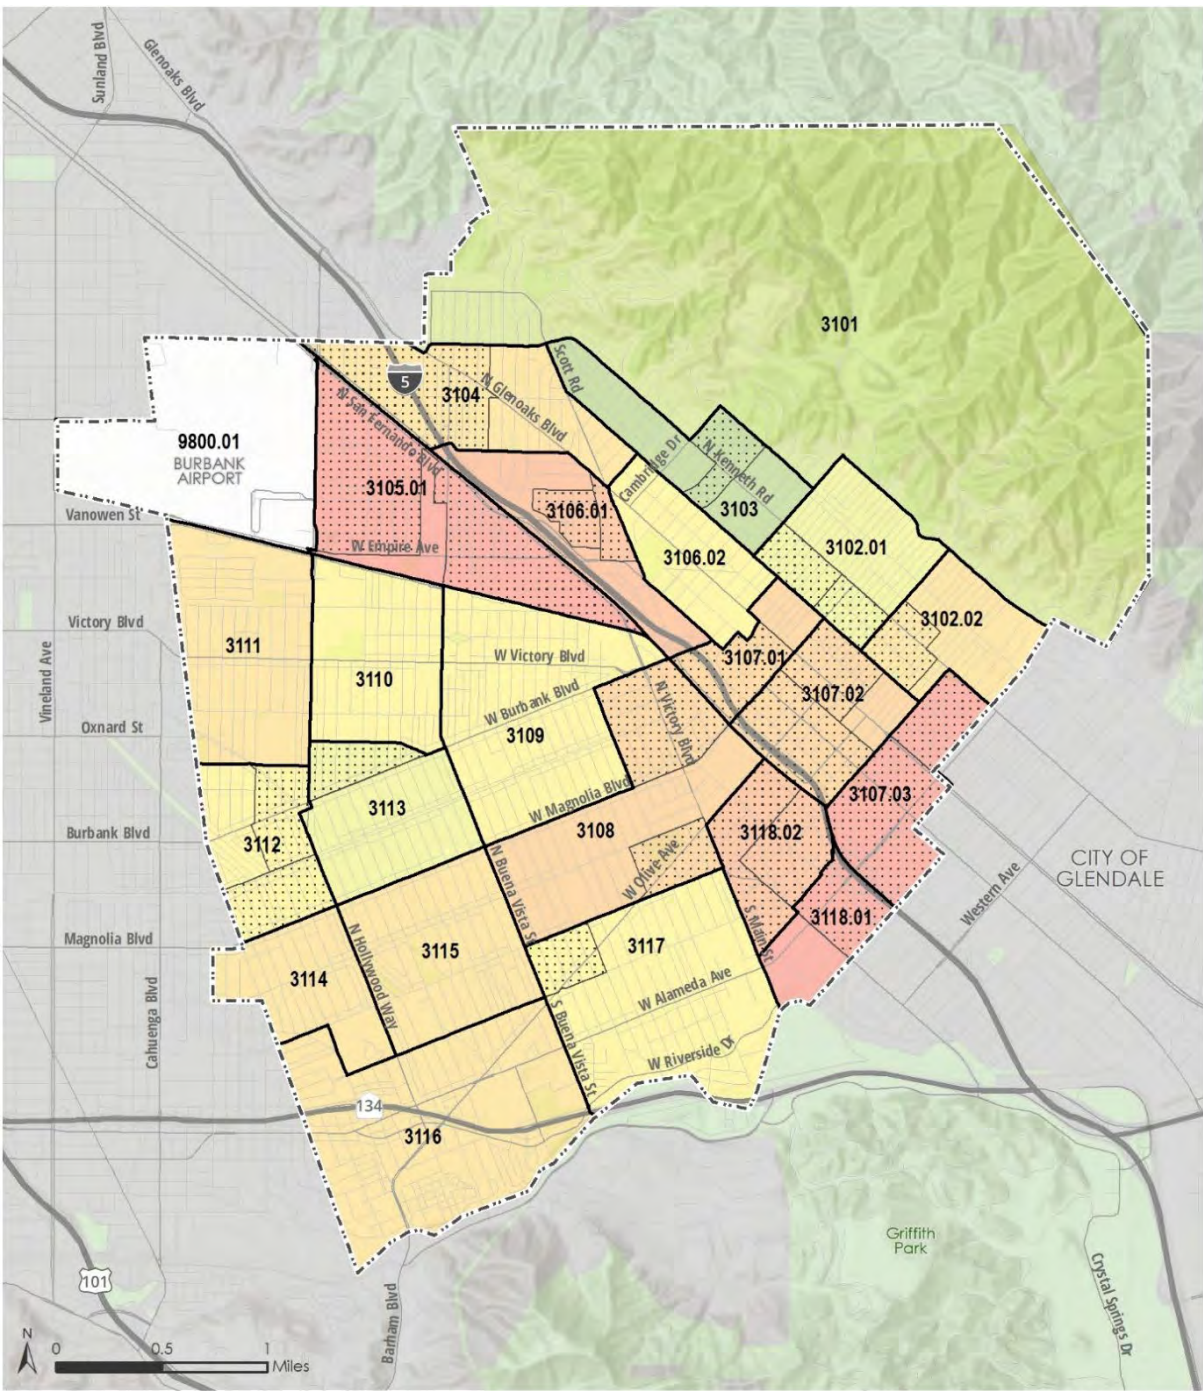 Sunland Blvd
Glenoaks Blvd
3101
5
Scott Rd
3104
N Glenoaks Blvd
N San Fernando Blvd
9800.01
BURBANK
AIRPORT
Cambridge Dr
N Kenneth Rd
3105.01
3106.01
3103
Vanowen St
W Empire Ave
3106.02
3102.01
Victory Blvd
3102.02
3111
W Victory Blvd
3107.01
Vineland Ave
3110
3107.02
W Burbank Blvd
N Victory Blvd
Oxnard St
3109
3107.03
W Magnolia Blvd
3113
3108
3118.02
Burbank Blvd
3112
W Olive Ave
CITY OF
GLENDALE
Western Ave
N Buena Vista St
3118.01
S Main St
Magnolia Blvd
3117
3115
N Hollywood Way
3114
W Alameda Ave
Cahuenga Blvd
S Buena Vista St
W Riverside Dr
134
3116
Griffith
Park
101
Barham Blvd
Crystal Springs Dr
N
0 0.5 1
Miles